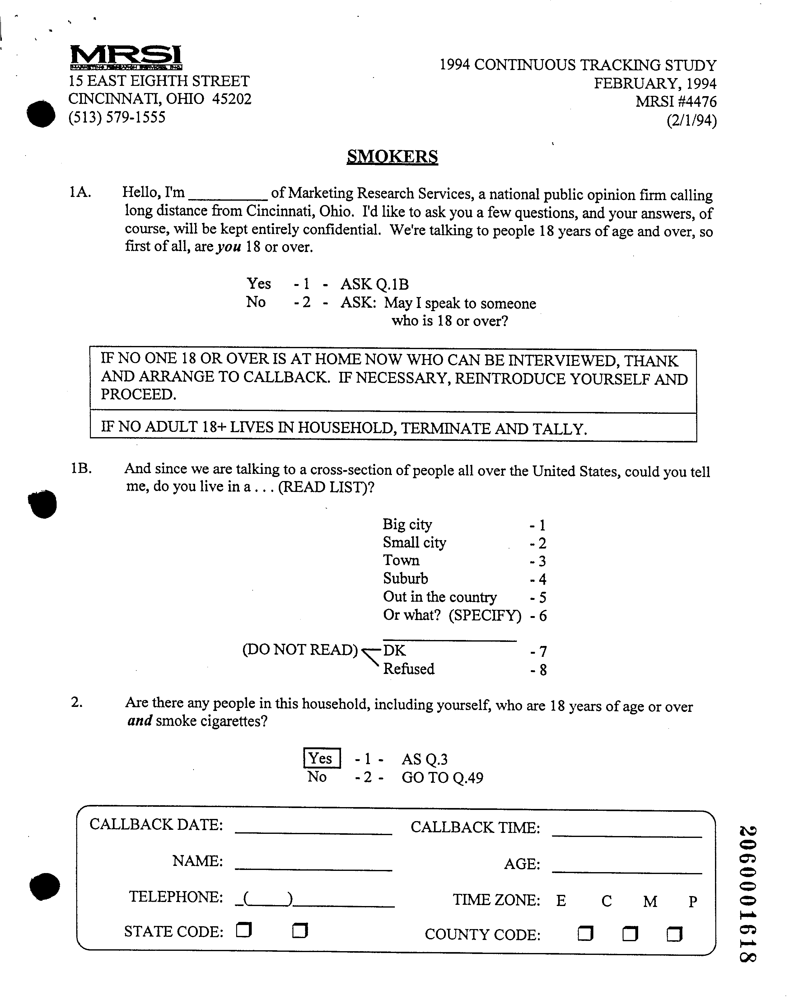 MRSI
MARKETING RESEARCH SERVICES, INC.
15 EAST EIGHTH STREET
CINCINNATI, OHIO 45202
(513) 579-1555
1994 CONTINUOUS TRACKING STUDY
FEBRUARY, 1994
MRSI #4476
(2/1/94)
SMOKERS
1A. Hello, I'm __________ of Marketing Research Services, a national public opinion firm calling
long distance from Cincinnati, Ohio. I'd like to ask you a few questions, and your answers, of
course, will be kept entirely confidential. We're talking to people 18 years of age and over, so
first of all, are you 18 or over.
Yes - 1 - ASK Q.1B
No - 2 - ASK: May I speak to someone
who is 18 or over?
IF NO ONE 18 OR OVER IS AT HOME NOW WHO CAN BE INTERVIEWED, THANK
AND ARRANGE TO CALLBACK. IF NECESSARY, REINTRODUCE YOURSELF AND
PROCEED.
IF NO ADULT 18+ LIVES IN HOUSEHOLD, TERMINATE AND TALLY.
1B. And since we are talking to a cross-section of people all over the United States, could you tell
me, do you live in a . . . (READ LIST)?
Big city - 1
Small city - 2
Town - 3
Suburb - 4
Out in the country - 5
Or what? (SPECIFY) - 6
(DO NOT READ) DK - 7
Refused - 8
2. Are there any people in this household, including yourself, who are 18 years of age or over
and smoke cigarettes?
Yes - 1 - AS Q.3
No - 2 - GO TO Q.49
CALLBACK DATE: __________ CALLBACK TIME: __________
NAME: __________ AGE: __________
TELEPHONE: _(____)__________ TIME ZONE: E C M P
STATE CODE: ☐ ☐ COUNTY CODE: ☐ ☐ ☐
2060001618